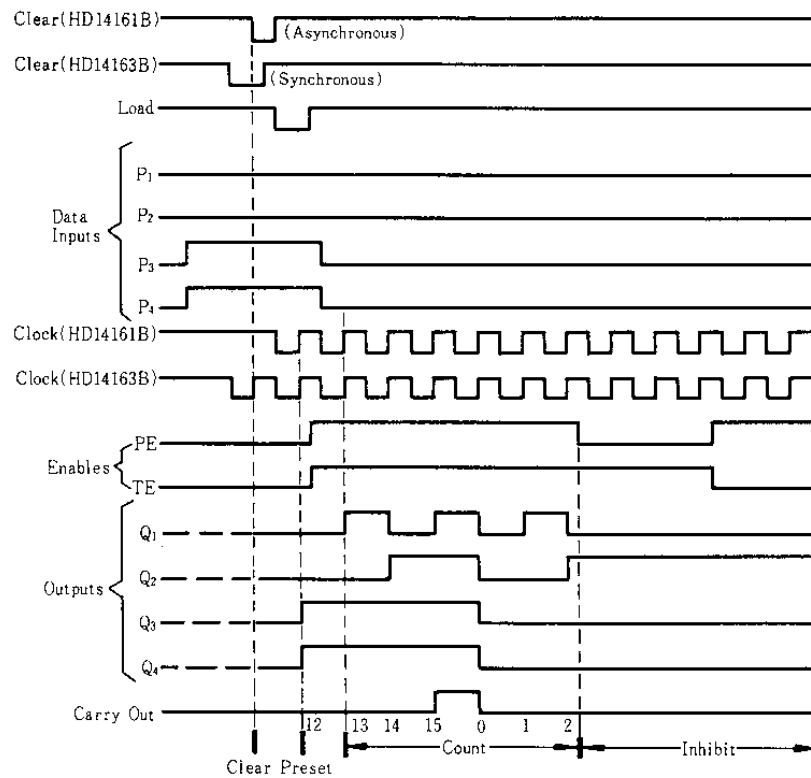 Clear(HD14161B)
(Asynchronous)
Clear(HD14163B)
(Synchronous)
Load
Data
Inputs
P1
P2
P3
P4
Clock(HD14161B)
Clock(HD14163B)
Enables
PE
TE
Outputs
Q1
Q2
Q3
Q4
Carry Out
12 13 14 15 0 1 2
Count Inhibit
Clear Preset